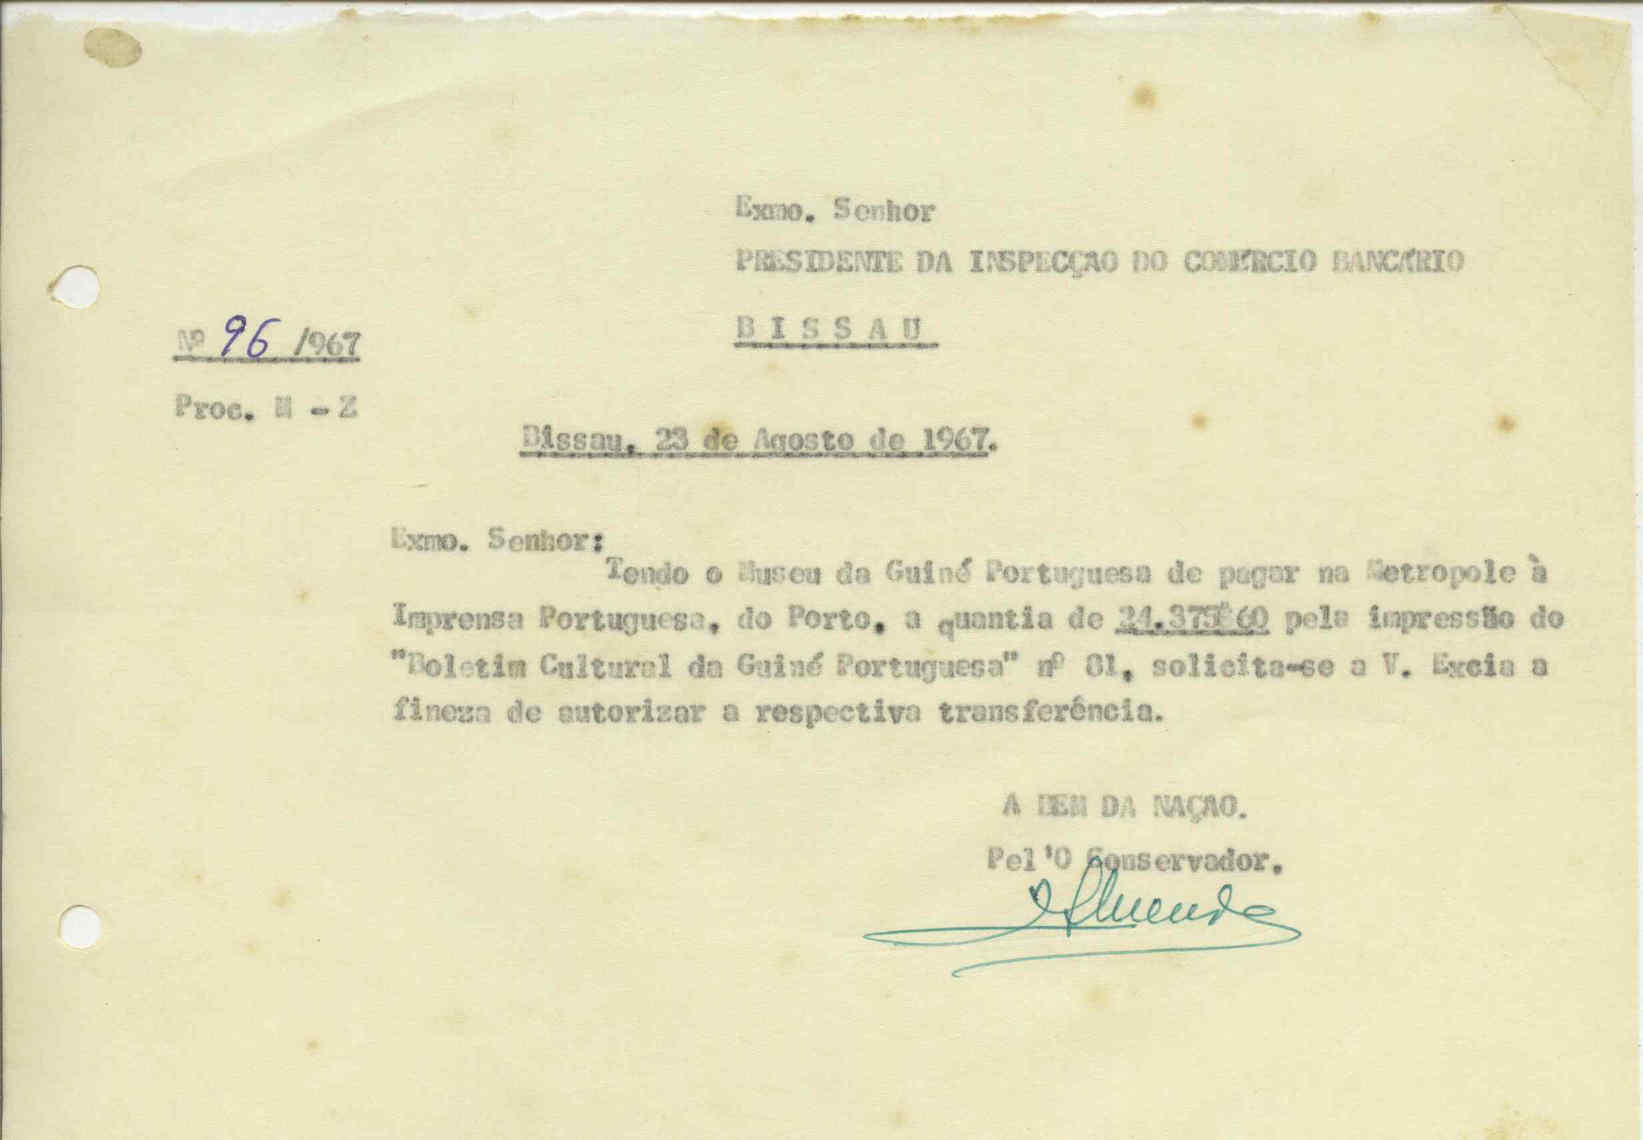 Exmo. Senhor
PRESIDENTE DA INSPECÇAO DO COMÉRCIO BANCÁRIO
B I S S A U
Nº 96 /967
Proc. M - Z
Bissau, 23 de Agosto de 1967.
Exmo. Senhor:
Tendo o Museu da Guiné Portuguesa de pagar na Metropole à
Imprensa Portuguesa, do Porto, a quantia de 24.375$60 pela impressão do
"Boletim Cultural da Guiné Portuguesa" nº 81, solicita-se a V. Excia a
fineza de autorizar a respectiva transferência.
A BEM DA NAÇAO.
Pel'O Conservador.